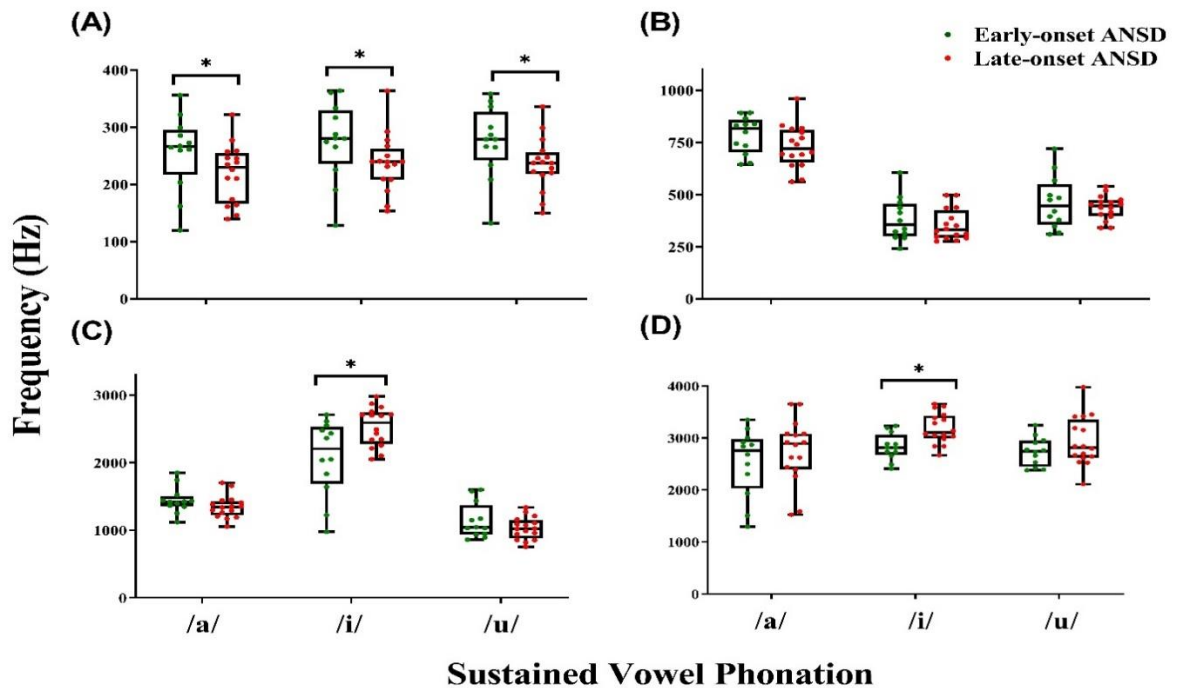 (A)
(B)
Early-onset ANSD
Late-onset ANSD
* * *
400
300
200
100
0
1000
750
500
250
0
Frequency (Hz)
(C)
(D)
*
3000
2000
1000
0
*
4000
3000
2000
1000
0
/a/ /i/ /u/
/a/ /i/ /u/
Sustained Vowel Phonation